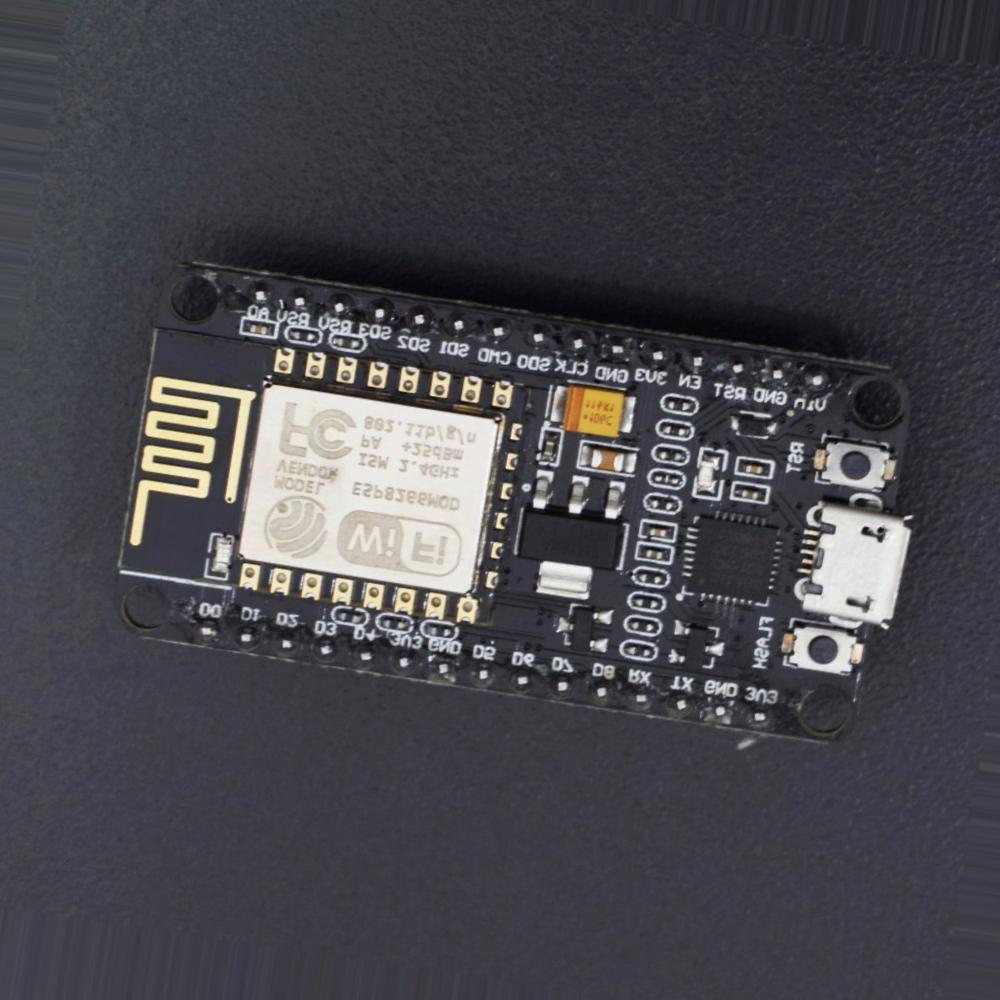 A0 RSV RSV SD3 SD2 SD1 CMD SD0 CLK GND 3V3 EN RST GND VIN
RST
FC
802.11b/g/n
PA +25dBm
ISM 2.4GHz
VENDOR
MODEL ESP8266MOD
WiFi
FLASH
D0 D1 D2 D3 D4 3V3 GND D5 D6 D7 D8 RX TX GND 3V3